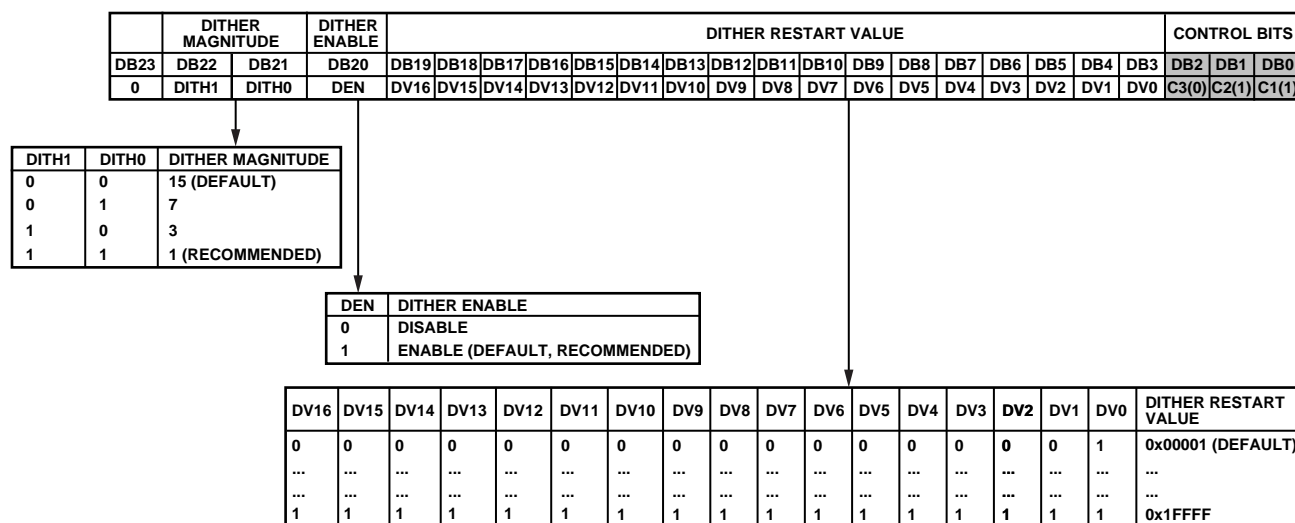 DITHER MAGNITUDE DITHER ENABLE DITHER RESTART VALUE CONTROL BITS
DB23 DB22 DB21 DB20 DB19 DB18 DB17 DB16 DB15 DB14 DB13 DB12 DB11 DB10 DB9 DB8 DB7 DB6 DB5 DB4 DB3 DB2 DB1 DB0
0 DITH1 DITH0 DEN DV16 DV15 DV14 DV13 DV12 DV11 DV10 DV9 DV8 DV7 DV6 DV5 DV4 DV3 DV2 DV1 DV0 C3(0) C2(1) C1(1)
DITH1 DITH0 DITHER MAGNITUDE
0 0 15 (DEFAULT)
0 1 7
1 0 3
1 1 1 (RECOMMENDED)
DEN DITHER ENABLE
0 DISABLE
1 ENABLE (DEFAULT, RECOMMENDED)
DV16 DV15 DV14 DV13 DV12 DV11 DV10 DV9 DV8 DV7 DV6 DV5 DV4 DV3 DV2 DV1 DV0 DITHER RESTART VALUE
0 0 0 0 0 0 0 0 0 0 0 0 0 0 0 0 1 0x00001 (DEFAULT)
... ... ... ... ... ... ... ... ... ... ... ... ... ... ... ... ... ...
... ... ... ... ... ... ... ... ... ... ... ... ... ... ... ... ... ...
1 1 1 1 1 1 1 1 1 1 1 1 1 1 1 1 1 0x1FFFF